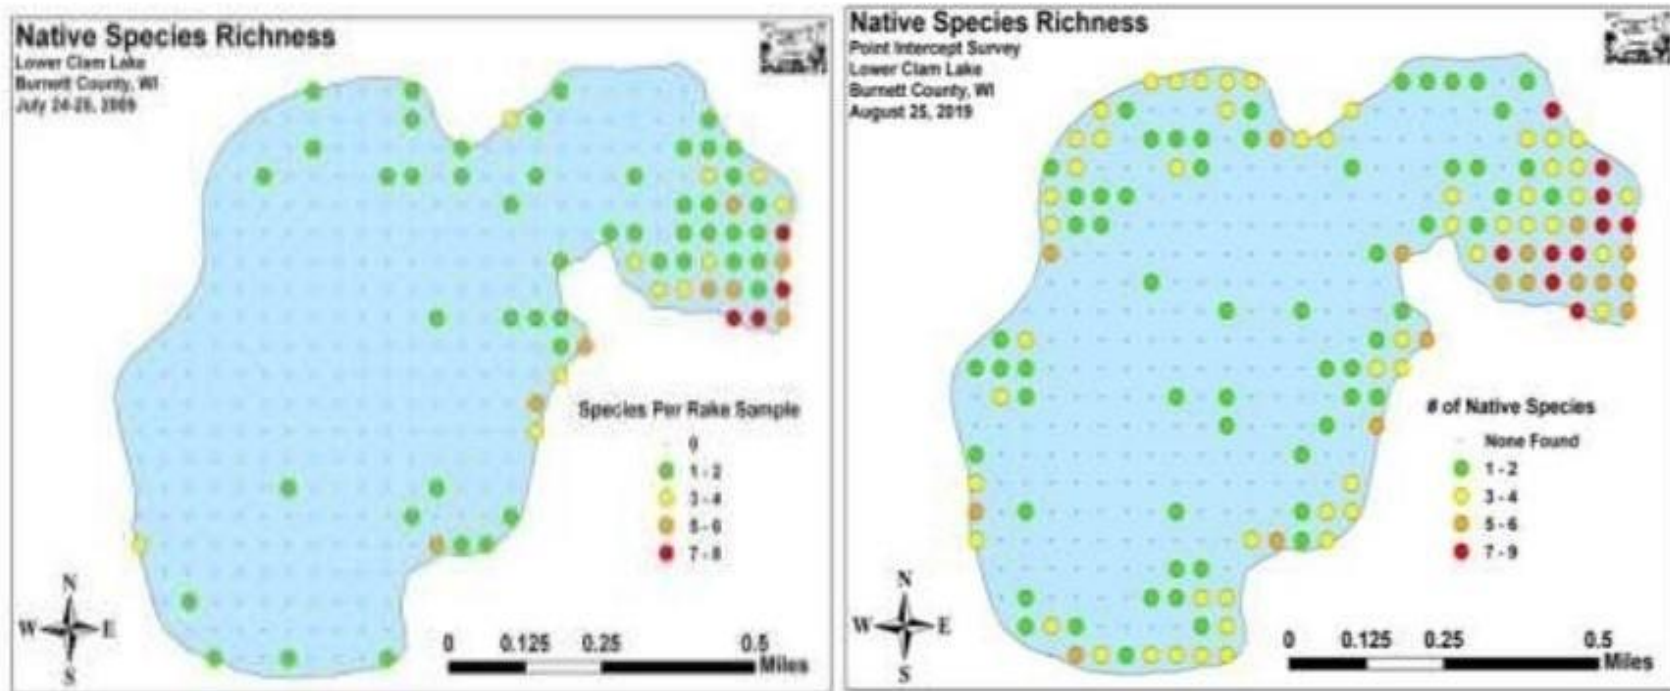 Native Species Richness
Lower Clam Lake
Burnett County, WI
July
Species Per Rake Sample
0
1 - 2
3 - 4
5 - 6
7 - 8
N
W E
S
0 0.125 0.25 0.5
Miles
Native Species Richness
Point Intercept Survey
Lower Clam Lake
Burnett County, WI
August 25, 2019
# of Native Species
None Found
1 - 2
3 - 4
5 - 6
7 - 9
N
W E
S
0 0.125 0.25 0.5
Miles